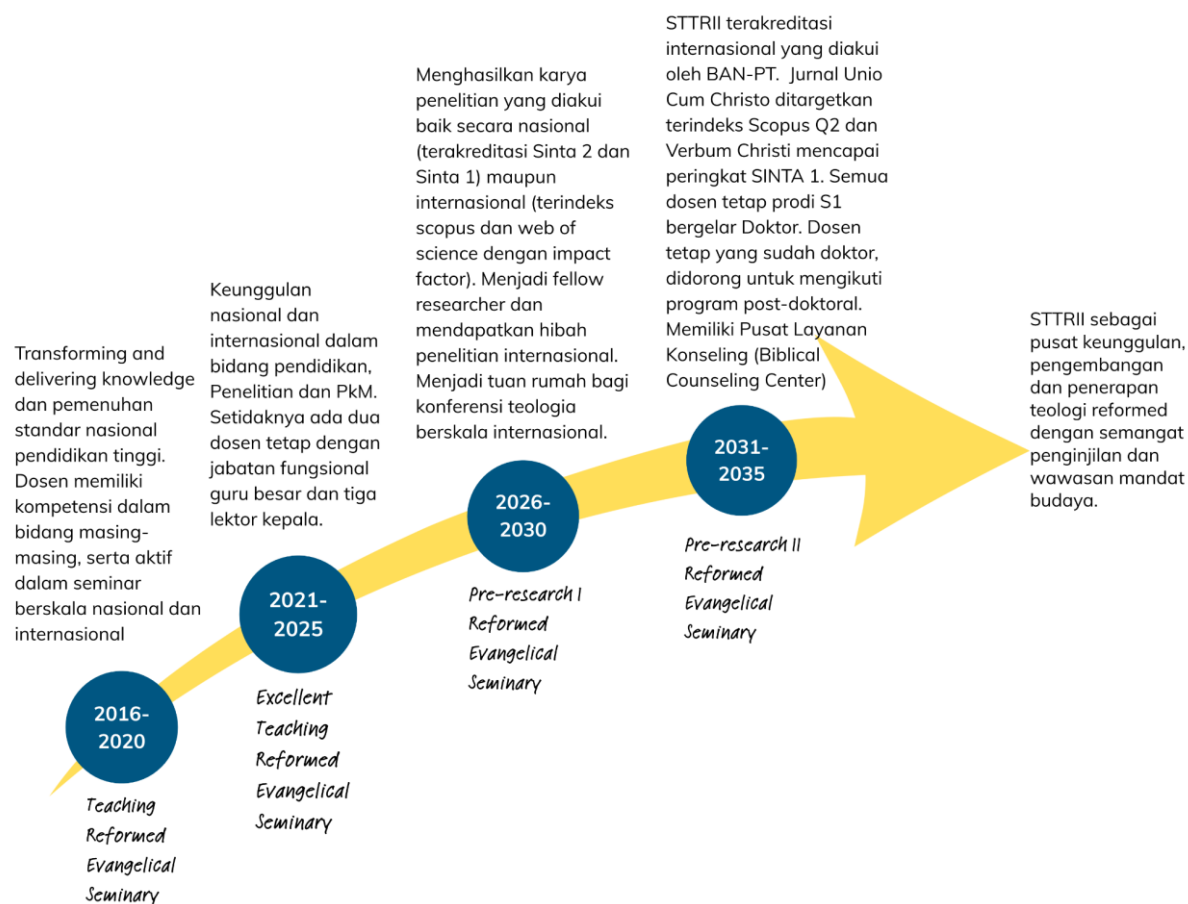 Transforming and
delivering knowledge
dan pemenuhan
standar nasional
pendidikan tinggi.
Dosen memiliki
kompetensi dalam
bidang masing-
masing, serta aktif
dalam seminar
berskala nasional dan
internasional
2016-
2020
Teaching
Reformed
Evangelical
Seminary
Keunggulan
nasional dan
internasional dalam
bidang pendidikan,
Penelitian dan PkM.
Setidaknya ada dua
dosen tetap dengan
jabatan fungsional
guru besar dan tiga
lektor kepala.
2021-
2025
Excellent
Teaching
Reformed
Evangelical
Seminary
Menghasilkan karya
penelitian yang diakui
baik secara nasional
(terakreditasi Sinta 2 dan
Sinta 1) maupun
internasional (terindeks
scopus dan web of
science dengan impact
factor). Menjadi fellow
researcher dan
mendapatkan hibah
penelitian internasional.
Menjadi tuan rumah bagi
konferensi teologia
berskala internasional.
2026-
2030
Pre-research I
Reformed
Evangelical
Seminary
STTRII terakreditasi
internasional yang diakui
oleh BAN-PT. Jurnal Unio
Cum Christo ditargetkan
terindeks Scopus Q2 dan
Verbum Christi mencapai
peringkat SINTA 1. Semua
dosen tetap prodi S1
bergelar Doktor. Dosen
tetap yang sudah doktor,
didorong untuk mengikuti
program post-doktoral.
Memiliki Pusat Layanan
Konseling (Biblical
Counseling Center)
2031-
2035
Pre-research II
Reformed
Evangelical
Seminary
STTRII sebagai
pusat keunggulan,
pengembangan
dan penerapan
teologi reformed
dengan semangat
penginjilan dan
wawasan mandat
budaya.